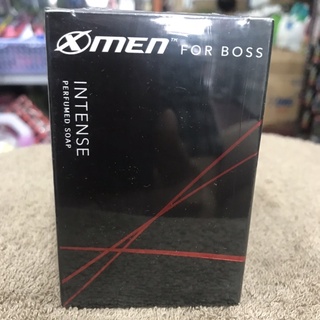 XMEN™ FOR BOSS
INTENSE
PERFUMED SOAP